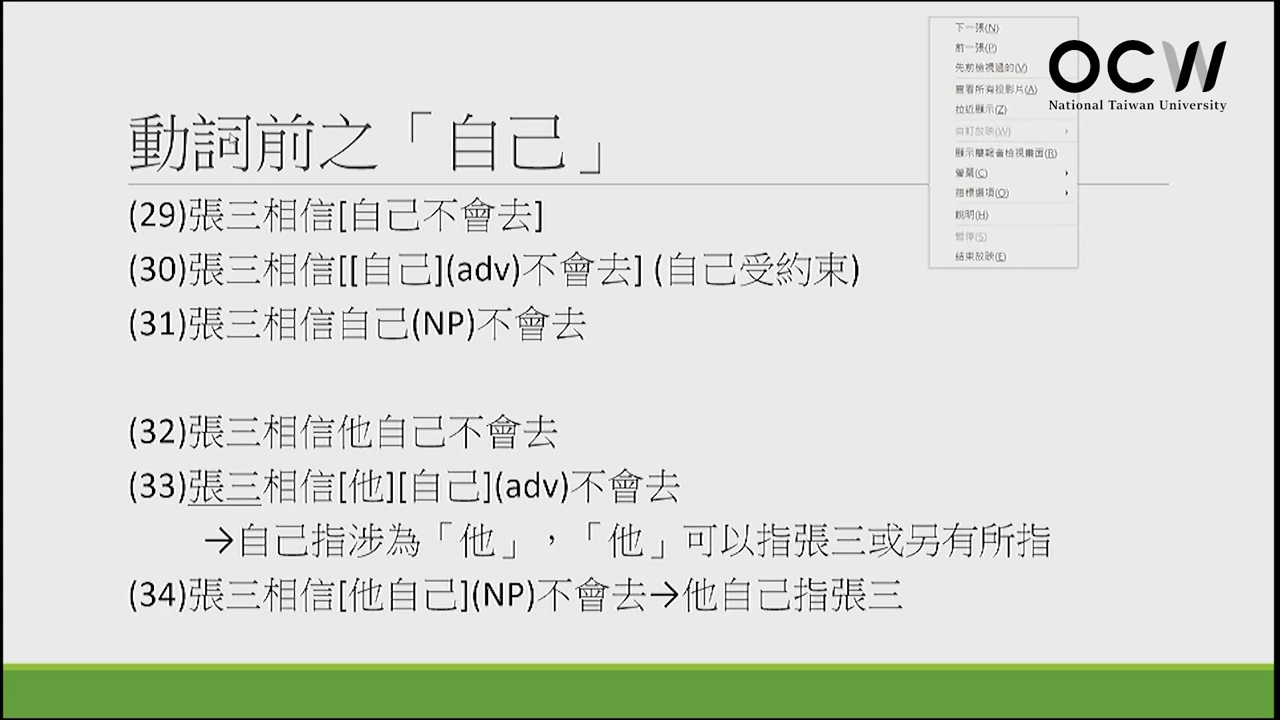 下一張(N)
前一張(P)
先前檢視過的(V)
查看所有投影片(A)
拉近顯示(Z)
自訂放映(W)
顯示簡報者檢視畫面(R)
螢幕(C)
指標選項(O)
說明(H)
暫停(S)
結束放映(E)
OCW
National Taiwan University
動詞前之「自己」
(29)張三相信[自己不會去]
(30)張三相信[[自己](adv)不會去] (自己受約束)
(31)張三相信自己(NP)不會去
(32)張三相信他自己不會去
(33)張三相信[他][自己](adv)不會去
→自己指涉為「他」，「他」可以指張三或另有所指
(34)張三相信[他自己](NP)不會去→他自己指張三